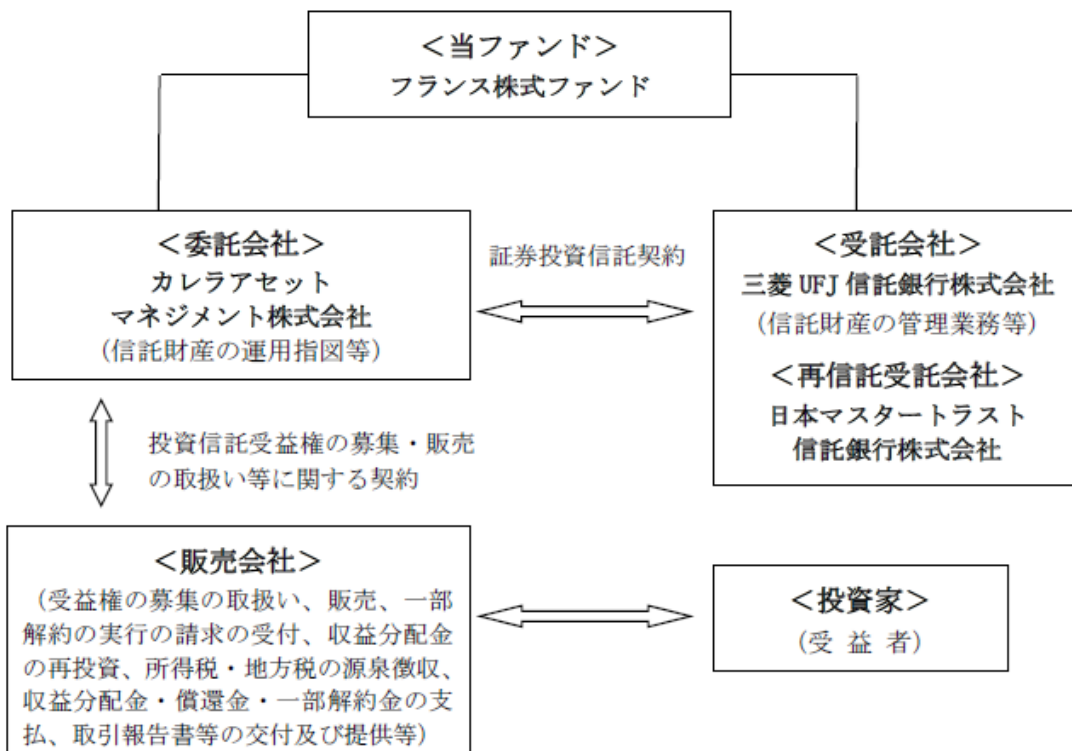 ＜当ファンド＞
フランス株式ファンド
＜委託会社＞
カレラアセット
マネジメント株式会社
（信託財産の運用指図等）
証券投資信託契約
＜受託会社＞
三菱 UFJ 信託銀行株式会社
（信託財産の管理業務等）
＜再信託受託会社＞
日本マスタートラスト
信託銀行株式会社
投資信託受益権の募集・販売
の取扱い等に関する契約
＜販売会社＞
（受益権の募集の取扱い、販売、一部
解約の実行の請求の受付、収益分配金
の再投資、所得税・地方税の源泉徴収、
収益分配金・償還金・一部解約金の支
払、取引報告書等の交付及び提供等）
＜投資家＞
（受 益 者）